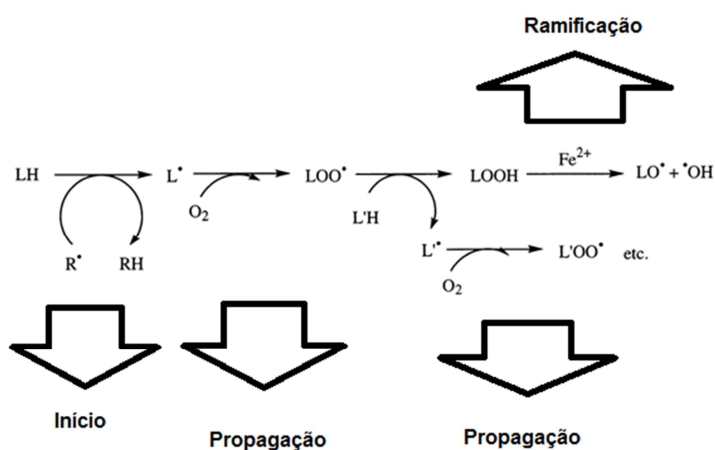 Ramificação
LH L• O₂ LOO• L'H LOOH Fe²⁺ LO• + •OH
R• RH
L'• O₂ L'OO• etc.
Início
Propagação
Propagação